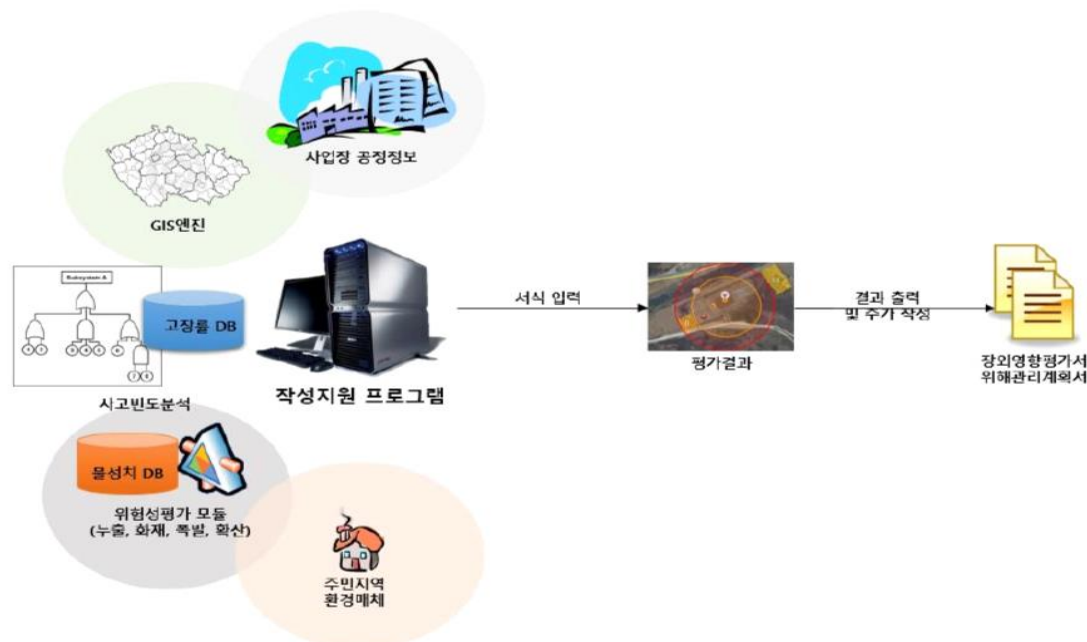 사업장 공정정보
GIS엔진
Subsystem A
고장률 DB
사고빈도분석
작성지원 프로그램
물성치 DB
위험성평가 모듈
(누출, 화재, 폭발, 확산)
주민지역
환경매체
서식 입력
평가결과
결과 출력
및 추가 작성
장외영향평가서
위해관리계획서